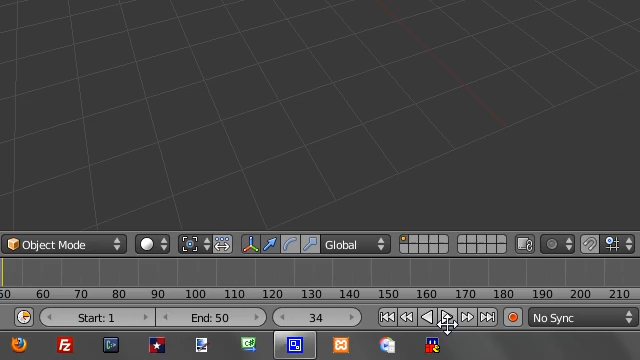 Object Mode Global
50 60 70 80 90 100 110 120 130 140 150 160 170 180 190 200 210
Start: 1 End: 50 34 No Sync
Fz C#